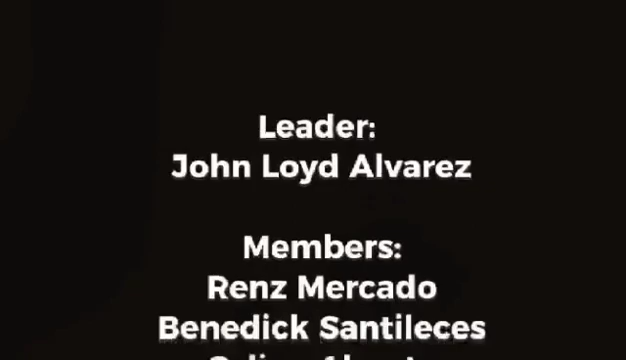 Leader:
John Loyd Alvarez
Members:
Renz Mercado
Benedick Santileces